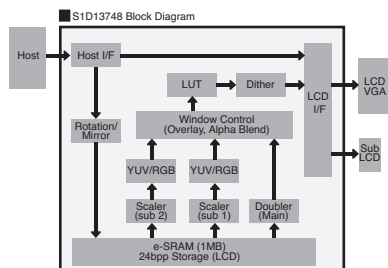 S1D13748 Block Diagram
Host
Host I/F
LCD
I/F
LCD
VGA
LUT
Dither
Rotation/
Mirror
Window Control
(Overlay, Alpha Blend)
Sub
LCD
YUV/RGB
YUV/RGB
Scaler
(sub 2)
Scaler
(sub 1)
Doubler
(Main)
e-SRAM (1MB)
24bpp Storage (LCD)